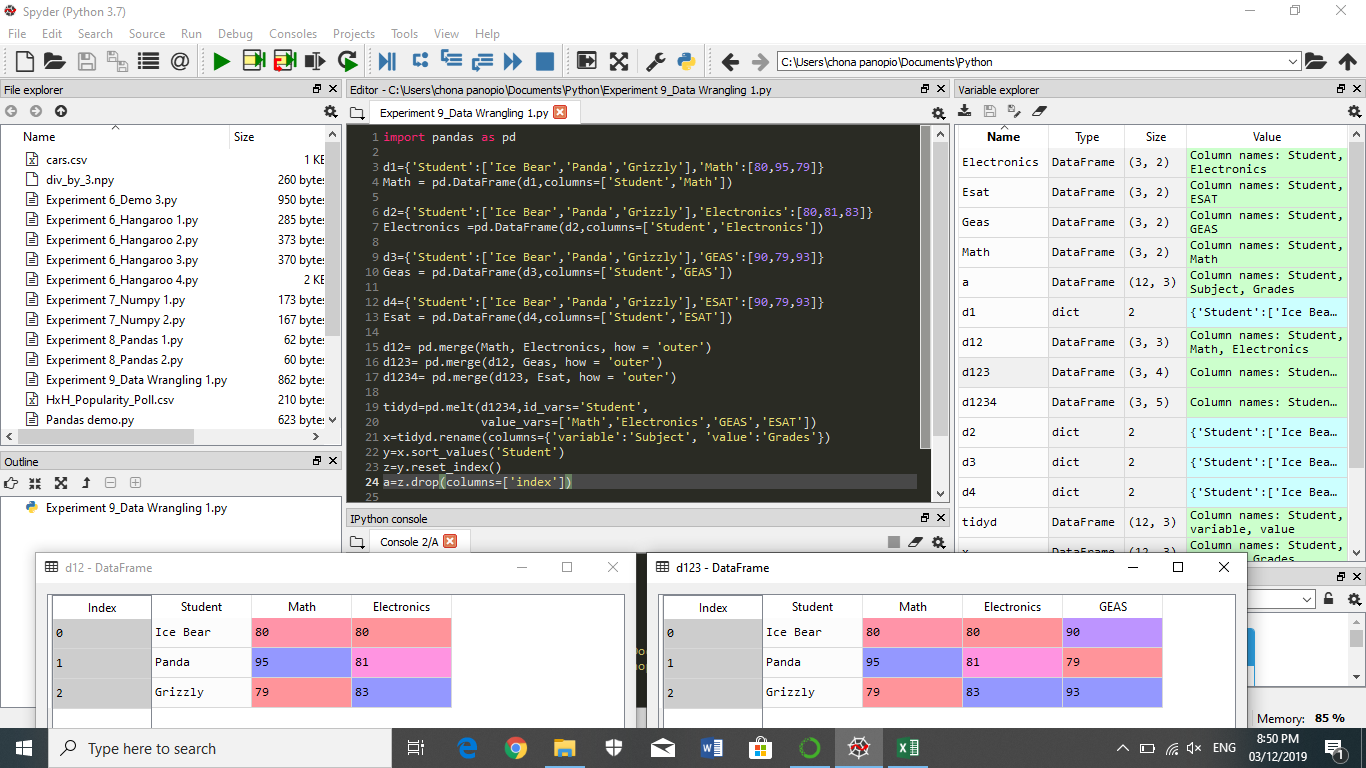 Spyder (Python 3.7)
File Edit Search Source Run Debug Consoles Projects Tools View Help
C:\Users\chona panopio\Documents\Python
File explorer
Name Size
cars.csv 1 KE
div_by_3.npy 260 bytes
Experiment 6_Demo 3.py 950 bytes
Experiment 6_Hangaroo 1.py 285 bytes
Experiment 6_Hangaroo 2.py 373 bytes
Experiment 6_Hangaroo 3.py 370 bytes
Experiment 6_Hangaroo 4.py 2 KE
Experiment 7_Numpy 1.py 173 bytes
Experiment 7_Numpy 2.py 167 bytes
Experiment 8_Pandas 1.py 62 bytes
Experiment 8_Pandas 2.py 60 bytes
Experiment 9_Data Wrangling 1.py 862 bytes
HxH_Popularity_Poll.csv 210 bytes
Pandas demo.py 623 bytes
Outline
Experiment 9_Data Wrangling 1.py
Editor - C:\Users\chona panopio\Documents\Python\Experiment 9_Data Wrangling 1.py
Experiment 9_Data Wrangling 1.py
1 import pandas as pd
2
3 d1={'Student':['Ice Bear','Panda','Grizzly'],'Math':[80,95,79]}
4 Math = pd.DataFrame(d1,columns=['Student','Math'])
5
6 d2={'Student':['Ice Bear','Panda','Grizzly'],'Electronics':[80,81,83]}
7 Electronics =pd.DataFrame(d2,columns=['Student','Electronics'])
8
9 d3={'Student':['Ice Bear','Panda','Grizzly'],'GEAS':[90,79,93]}
10 Geas = pd.DataFrame(d3,columns=['Student','GEAS'])
11
12 d4={'Student':['Ice Bear','Panda','Grizzly'],'ESAT':[90,79,93]}
13 Esat = pd.DataFrame(d4,columns=['Student','ESAT'])
14
15 d12= pd.merge(Math, Electronics, how = 'outer')
16 d123= pd.merge(d12, Geas, how = 'outer')
17 d1234= pd.merge(d123, Esat, how = 'outer')
18
19 tidyd=pd.melt(d1234,id_vars='Student',
20 value_vars=['Math','Electronics','GEAS','ESAT'])
21 x=tidyd.rename(columns={'variable':'Subject', 'value':'Grades'})
22 y=x.sort_values('Student')
23 z=y.reset_index()
24 a=z.drop(columns=['index'])
25
IPython console
Console 2/A
Variable explorer
Name Type Size Value
Electronics DataFrame (3, 2) Column names: Student,
Electronics
Esat DataFrame (3, 2) Column names: Student,
ESAT
Geas DataFrame (3, 2) Column names: Student,
GEAS
Math DataFrame (3, 2) Column names: Student,
Math
a DataFrame (12, 3) Column names: Student,
Subject, Grades
d1 dict 2 {'Student':['Ice Bea…
d12 DataFrame (3, 3) Column names: Student,
Math, Electronics
d123 DataFrame (3, 4) Column names: Studen…
d1234 DataFrame (3, 5) Column names: Studen…
d2 dict 2 {'Student':['Ice Bea…
d3 dict 2 {'Student':['Ice Bea…
d4 dict 2 {'Student':['Ice Bea…
tidyd DataFrame (12, 3) Column names: Student,
variable, value
x DataFrame (12, 3) Column names: Student,
Grades
d12 - DataFrame
Index Student Math Electronics
0 Ice Bear 80 80
1 Panda 95 81
2 Grizzly 79 83
d123 - DataFrame
Index Student Math Electronics GEAS
0 Ice Bear 80 80 90
1 Panda 95 81 79
2 Grizzly 79 83 93
Memory: 85 %
Type here to search
ENG
8:50 PM
03/12/2019
1